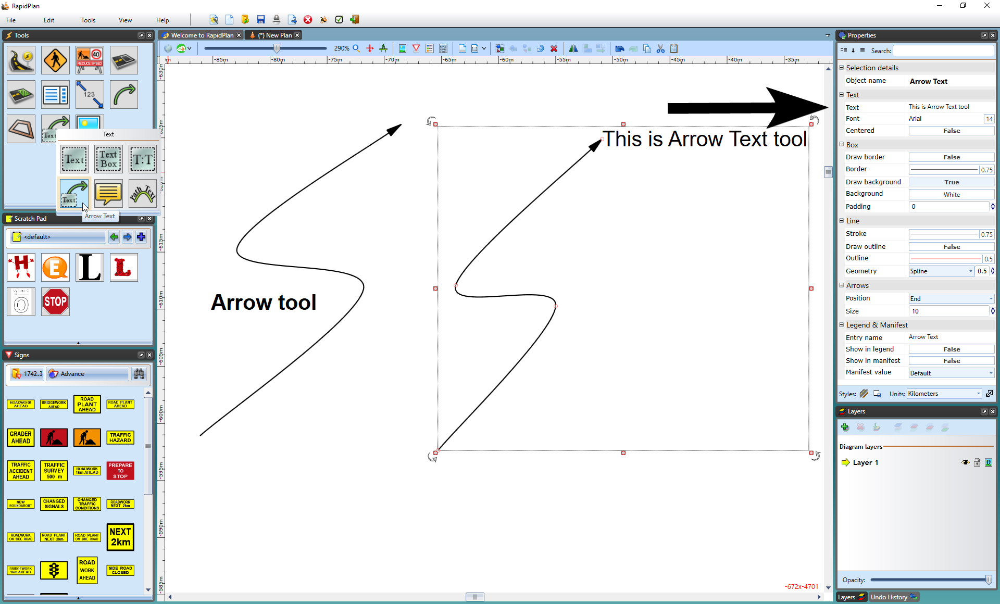 RapidPlan
File Edit Tools View Help
Tools
Welcome to RapidPlan (*) New Plan
Properties
290%
Search:
-85m -80m -75m -70m -65m -60m -55m -50m -45m -40m -35m
40
REDUCE SPEED
123
Text
Text
Text
Text Box
T:T
Text
Path Text
Arrow Text
Scratch Pad
<default>
H E L L
My Letter O
STOP
Signs
1742.3 Advance
ROADWORK AHEAD
BRIDGEWORK AHEAD
ROAD PLANT AHEAD
ROAD PLANT AHEAD
GRADER AHEAD
TRAFFIC HAZARD
TRAFFIC ACCIDENT AHEAD
TRAFFIC SURVEY 500 m
ROADWORK 1km AHEAD
PREPARE TO STOP
NEW ROUNDABOUT
CHANGED SIGNALS
CHANGED TRAFFIC CONDITIONS
ROADWORK NEXT 2km
ROADWORK ON SIDE ROAD
ROAD PLANT NEXT 2km
ROAD PLANT ON SIDE ROAD
NEXT 2km
BRIDGEWORK 1km AHEAD
ROAD WORK AHEAD
SIDE ROAD CLOSED
-630m
-615m
-610m
-605m
-600m
-595m
-590m
-585m
This is Arrow Text tool
Arrow tool
-672x-4701
Selection details
Object name Arrow Text
Text
Text This is Arrow Text tool
Font Arial 14
Centered False
Box
Draw border False
Border 0.75
Draw background True
Background White
Padding 0
Line
Stroke 0.75
Draw outline False
Outline 0.5
Geometry Spline 0.5
Arrows
Position End
Size 10
Legend & Manifest
Entry name Arrow Text
Show in legend False
Show in manifest False
Manifest value Default
Styles: Units: Kilometers
Layers
Diagram layers
Layer 1 D
Opacity:
Layers Undo History